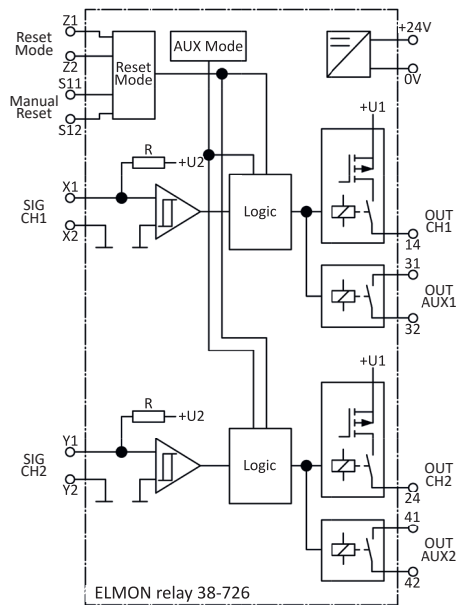 Z1
Reset
Mode
Z2
S11
Manual
Reset
S12
Reset
Mode
AUX Mode
+24V
0V
+U1
R
+U2
X1
SIG
CH1
X2
Logic
OUT
CH1
14
31
OUT
AUX1
32
+U1
R
+U2
Y1
SIG
CH2
Y2
Logic
OUT
CH2
24
41
OUT
AUX2
42
ELMON relay 38-726